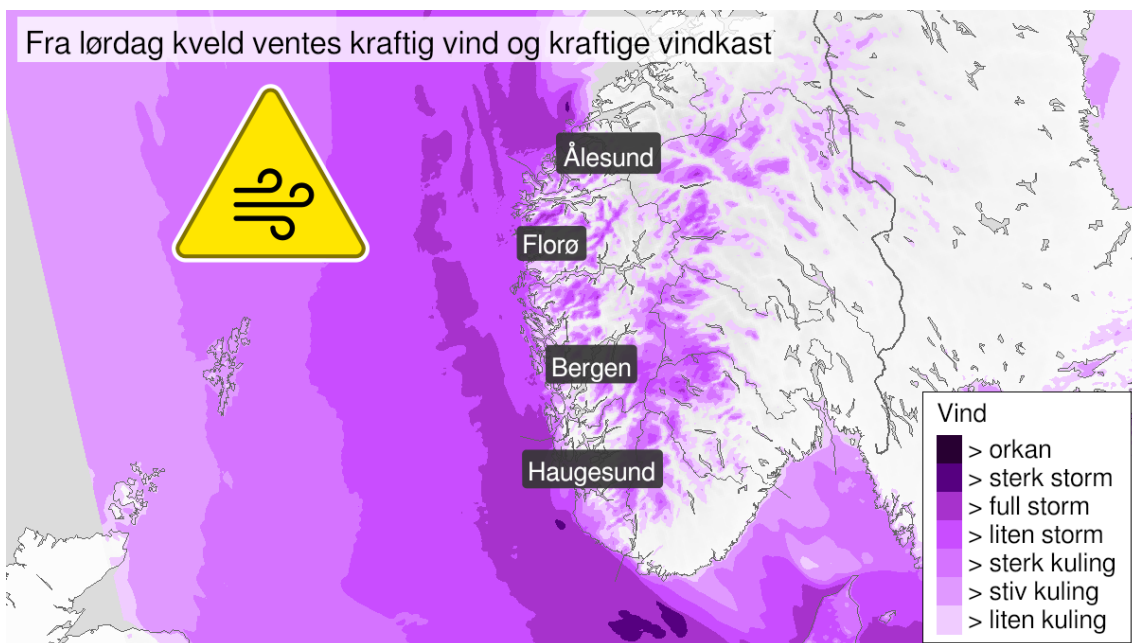 Fra lørdag kveld ventes kraftig vind og kraftige vindkast
Ålesund
Florø
Bergen
Haugesund
Vind
> orkan
> sterk storm
> full storm
> liten storm
> sterk kuling
> stiv kuling
> liten kuling